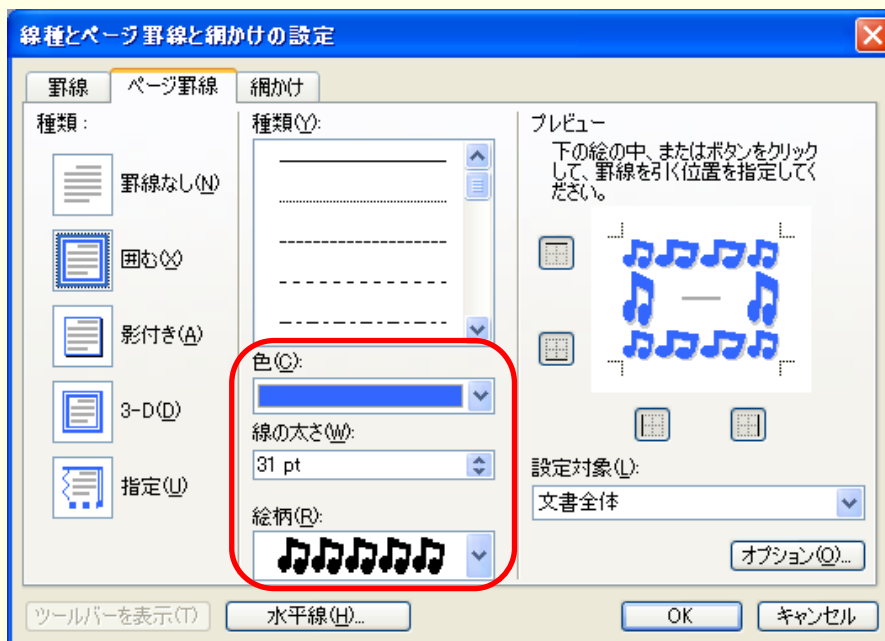 線種とページ罫線と網かけの設定
罫線
ページ罫線
網かけ
種類:
罫線なし(N)
囲む(X)
影付き(A)
3-D(D)
指定(U)
種類(Y):
色(C):
線の太さ(W):
31 pt
絵柄(R):
プレビュー
下の絵の中、またはボタンをクリック
して、罫線を引く位置を指定してく
ださい。
設定対象(L):
文書全体
オプション(O)...
ツールバーを表示(T)
水平線(H)...
OK
キャンセル